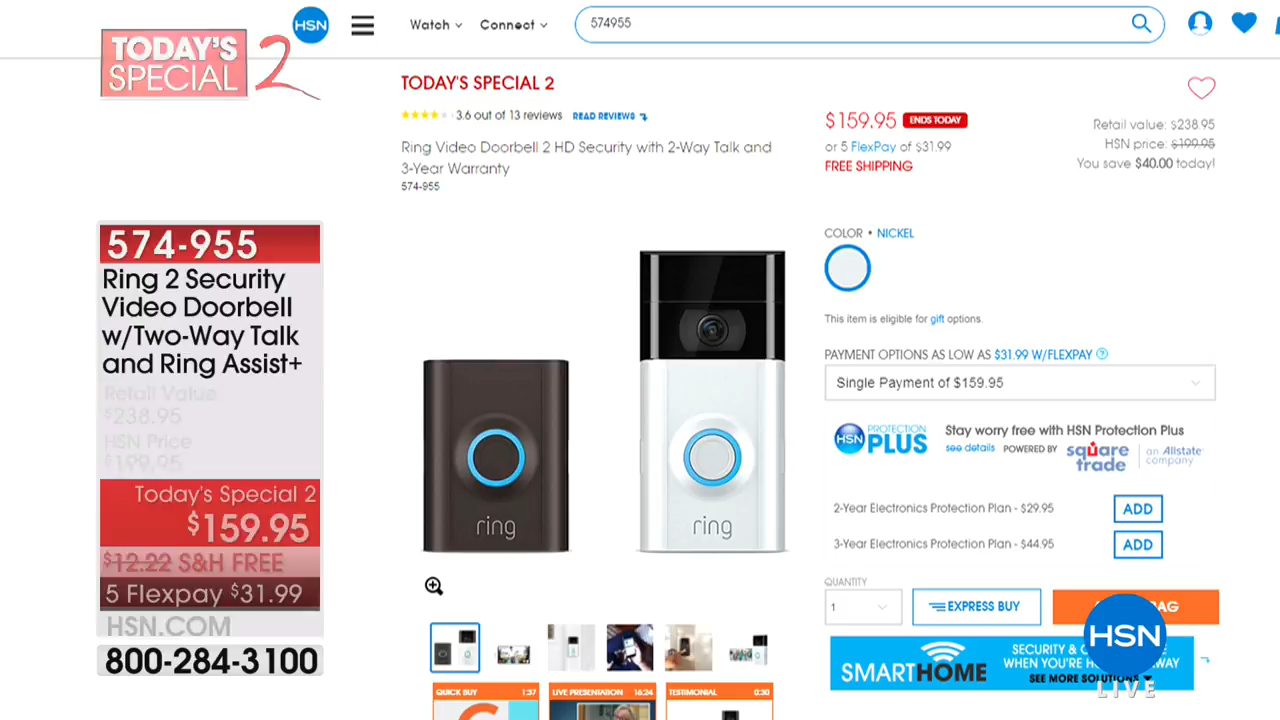 TODAY'S
SPECIAL 2
HSN
Watch
Connect
574955
TODAY'S SPECIAL 2
3.6 out of 13 reviews READ REVIEWS
Ring Video Doorbell 2 HD Security with 2-Way Talk and
3-Year Warranty
574-955
$159.95 ENDS TODAY
or 5 FlexPay of $31.99
FREE SHIPPING
Retail value: $238.95
HSN price: $199.95
You save $40.00 today!
574-955
Ring 2 Security
Video Doorbell
w/Two-Way Talk
and Ring Assist+
Retail Value
$238.95
HSN Price
$199.95
Today's Special 2
$159.95
$12.22 S&H FREE
5 Flexpay $31.99
HSN.COM
800-284-3100
ring
ring
COLOR • NICKEL
This item is eligible for gift options.
PAYMENT OPTIONS AS LOW AS $31.99 W/FLEXPAY
Single Payment of $159.95
HSN PROTECTION PLUS
Stay worry free with HSN Protection Plus
see details POWERED BY square trade an Allstate company
2-Year Electronics Protection Plan - $29.95 ADD
3-Year Electronics Protection Plan - $44.95 ADD
QUANTITY
1
EXPRESS BUY
BAG
SMARTHOME
SECURITY &
WHEN YOU'RE
SEE MORE SOLUTIONS
HSN
LIVE
QUICK BUY 1:37
LIVE PRESENTATION 16:24
TESTIMONIAL 0:30